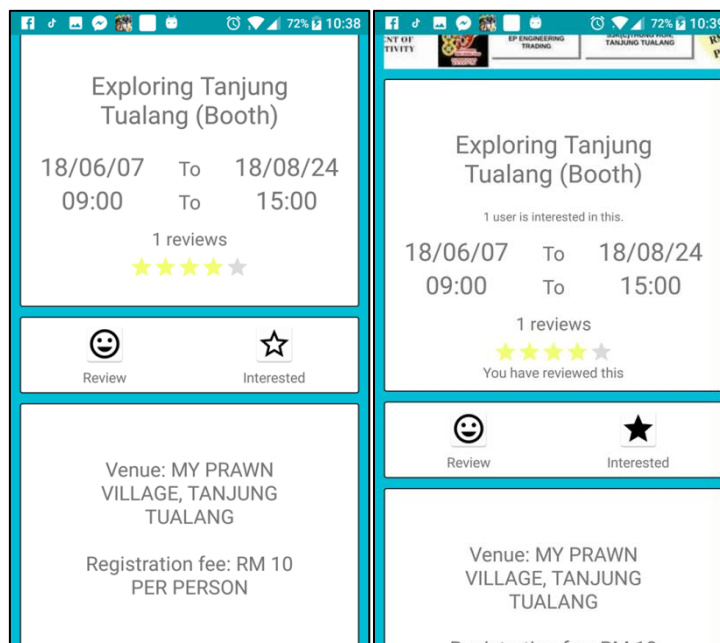 72% 10:38
Exploring Tanjung
Tualang (Booth)
18/06/07 To 18/08/24
09:00 To 15:00
1 reviews
Review Interested
Venue: MY PRAWN
VILLAGE, TANJUNG
TUALANG
Registration fee: RM 10
PER PERSON
72% 10:39
EP ENGINEERING
TRADING
TANJUNG TUALANG
Exploring Tanjung
Tualang (Booth)
1 user is interested in this.
18/06/07 To 18/08/24
09:00 To 15:00
1 reviews
You have reviewed this
Review Interested
Venue: MY PRAWN
VILLAGE, TANJUNG
TUALANG